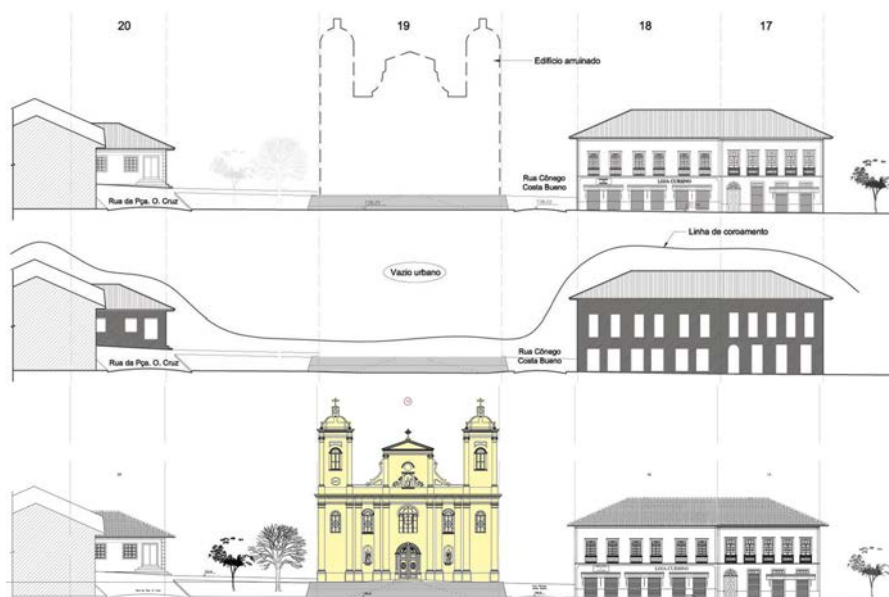 20
19
18
17
Edifício arruinado
Rua Cônego
Costa Bueno
LOJA CURSINO
Rua da Pça. O. Cruz
Linha de coroamento
Vazio urbano
Rua Cônego
Costa Bueno
Rua da Pça. O. Cruz
LOJA CURSINO